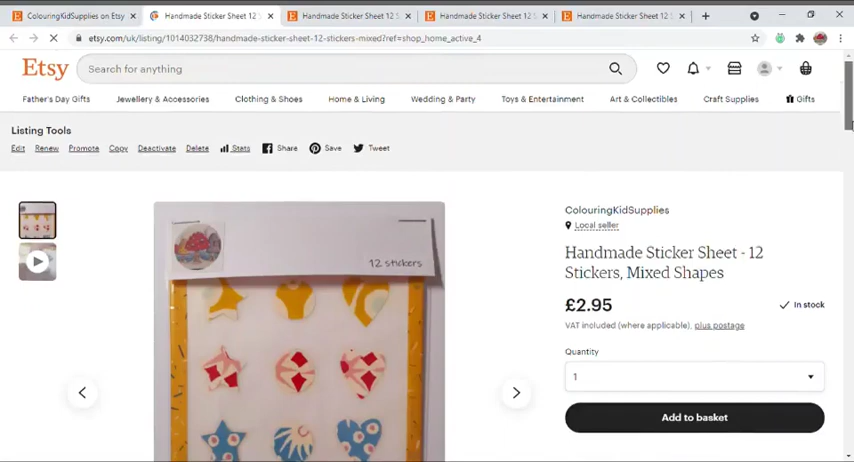 ColouringKidSupplies on Etsy
Handmade Sticker Sheet 12 S
Handmade Sticker Sheet 12 S
Handmade Sticker Sheet 12 S
Handmade Sticker Sheet 12 S
etsy.com/uk/listing/1014032738/handmade-sticker-sheet-12-stickers-mixed?ref=shop_home_active_4
Etsy
Search for anything
Father's Day Gifts Jewellery & Accessories Clothing & Shoes Home & Living Wedding & Party Toys & Entertainment Art & Collectibles Craft Supplies Gifts
Listing Tools
Edit Renew Promote Copy Deactivate Delete Stats Share Save Tweet
12 stickers
ColouringKidSupplies
Local seller
Handmade Sticker Sheet - 12
Stickers, Mixed Shapes
£2.95 In stock
VAT included (where applicable), plus postage
Quantity
1
Add to basket